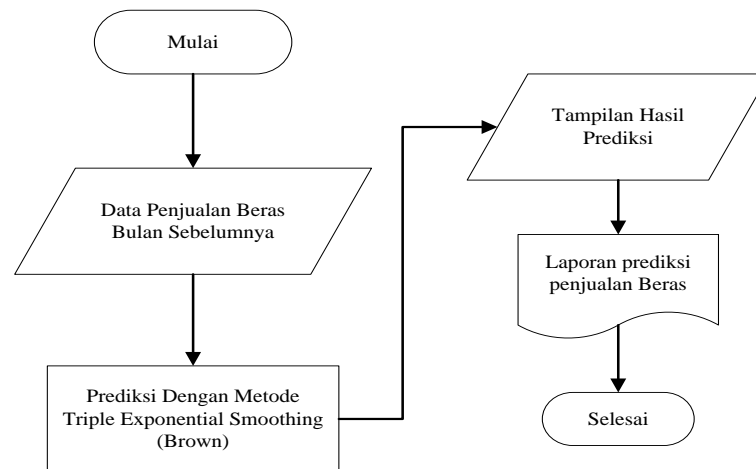 Mulai
Data Penjualan Beras
Bulan Sebelumnya
Prediksi Dengan Metode
Triple Exponential Smoothing
(Brown)
Tampilan Hasil
Prediksi
Laporan prediksi
penjualan Beras
Selesai